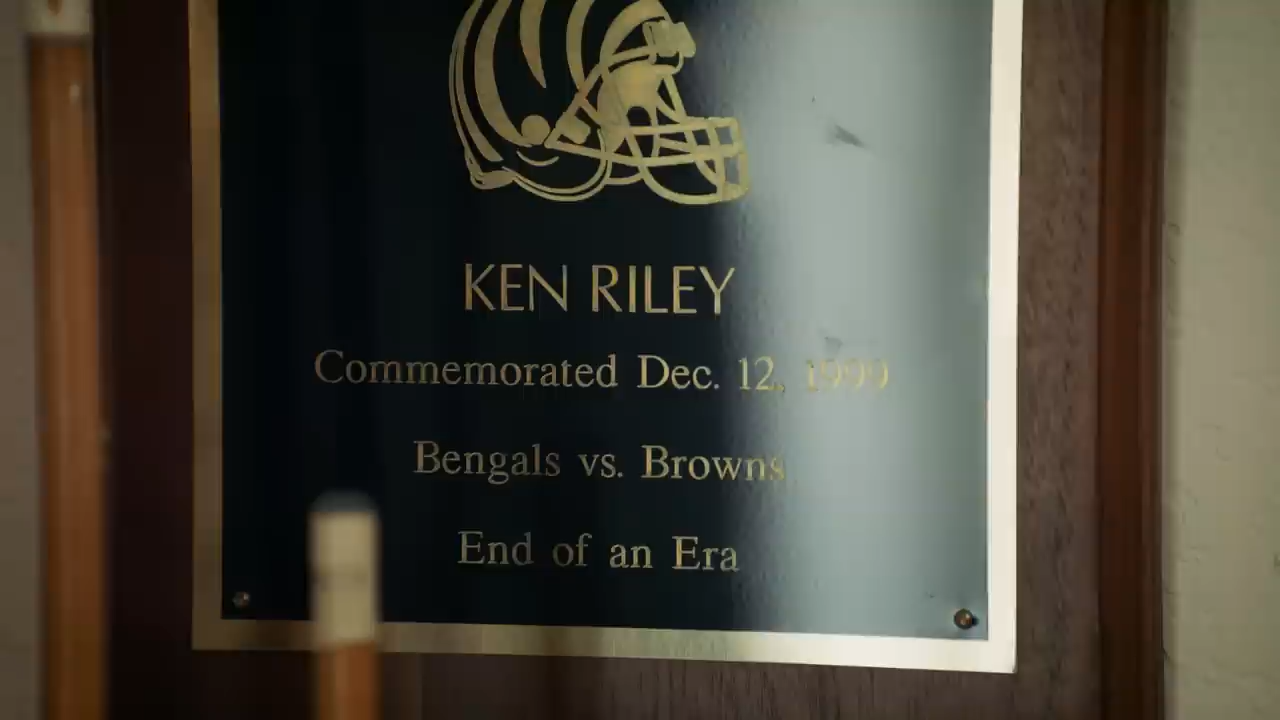 KEN RILEY
Commemorated Dec. 12, 1999
Bengals vs. Browns
End of an Era